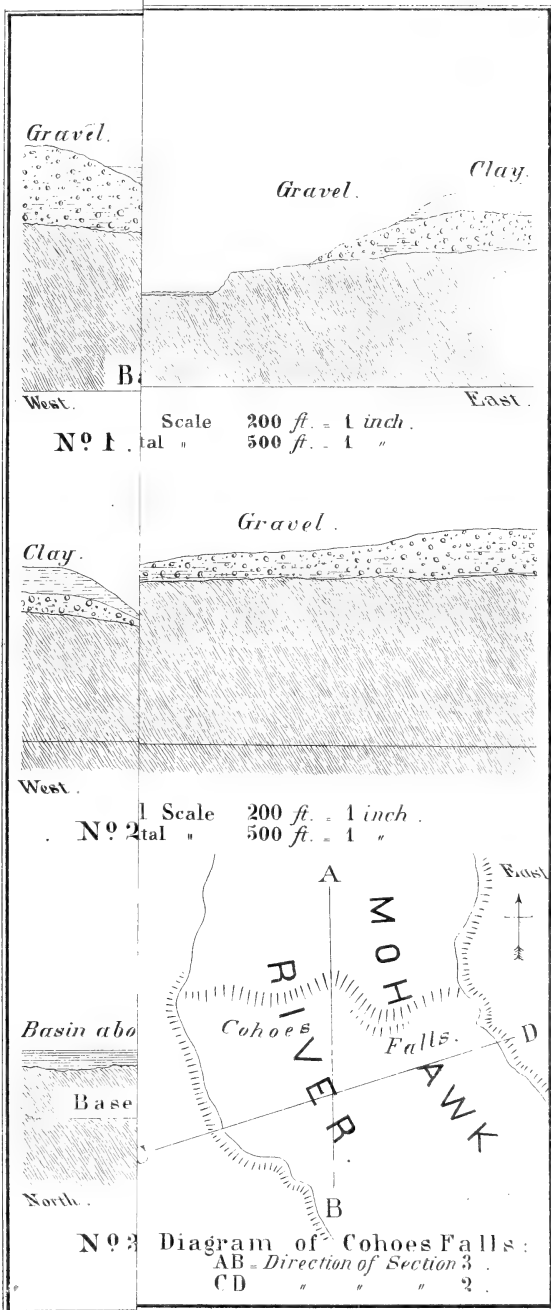 Gravel.
Gravel.
Clay.
West.
East.
Scale 200 ft. = 1 inch.
Nº 1. tal " 500 ft. - 1 "
Gravel.
Clay.
West.
l Scale 200 ft. = 1 inch.
Nº 2 tal " 500 ft. = 1 "
A
East
MOHAWK
RIVER.
Cohoes Falls.
D
Basin abo
Base
C
North.
B
Nº 3 Diagram of Cohoes Falls:
AB = Direction of Section 3.
CD " " " 2.